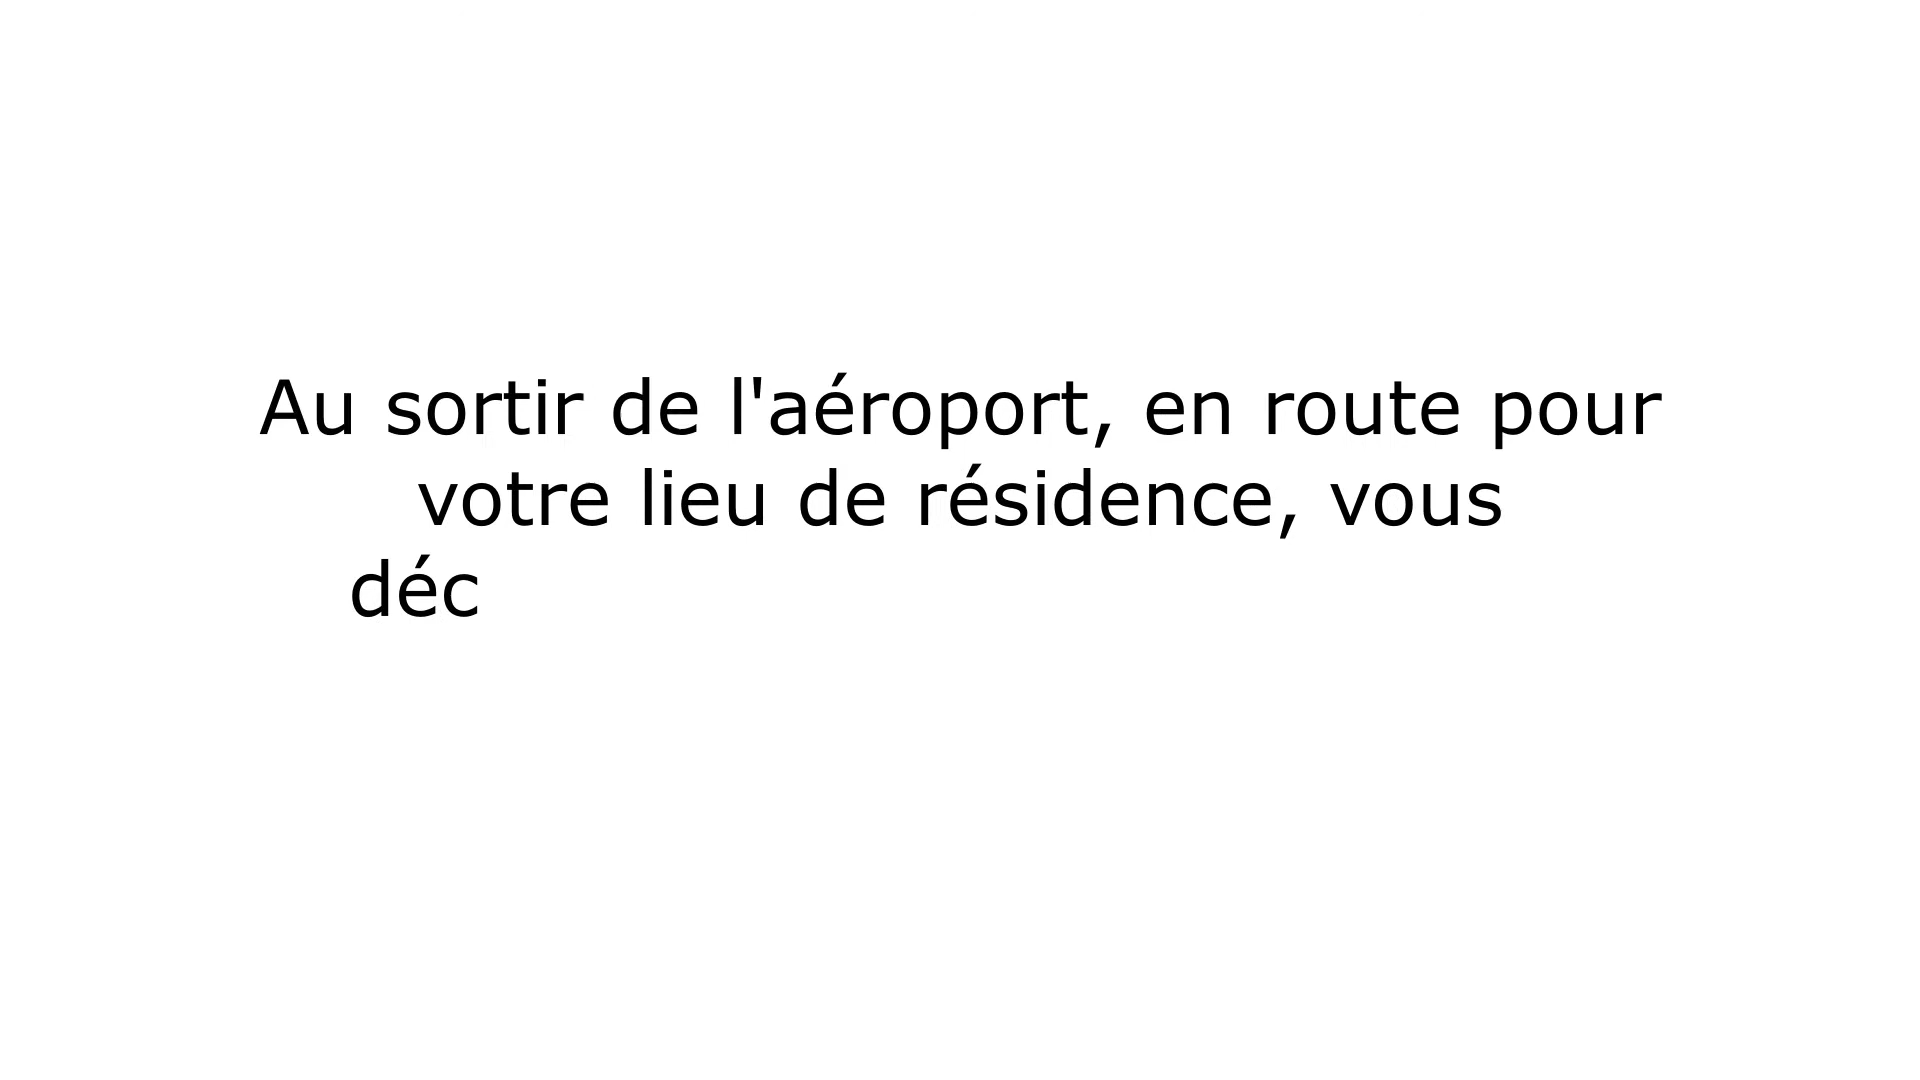 Au sortir de l'aéroport, en route pour
votre lieu de résidence, vous
déc